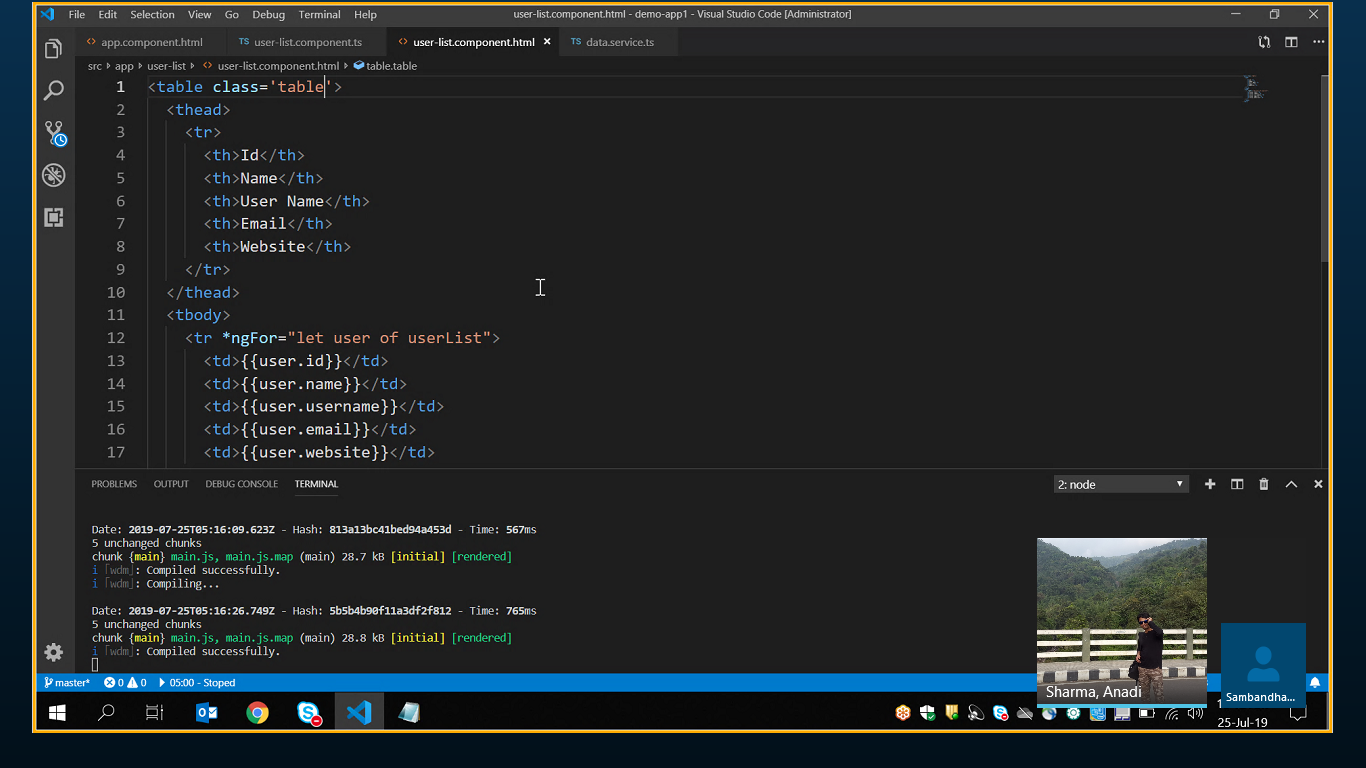 File Edit Selection View Go Debug Terminal Help
user-list.component.html - demo-app1 - Visual Studio Code [Administrator]
app.component.html
TS user-list.component.ts
user-list.component.html
TS data.service.ts
src app user-list user-list.component.html table.table
1 <table class='table'>
2 <thead>
3 <tr>
4 <th>Id</th>
5 <th>Name</th>
6 <th>User Name</th>
7 <th>Email</th>
8 <th>Website</th>
9 </tr>
10 </thead>
11 <tbody>
12 <tr *ngFor="let user of userList">
13 <td>{{user.id}}</td>
14 <td>{{user.name}}</td>
15 <td>{{user.username}}</td>
16 <td>{{user.email}}</td>
17 <td>{{user.website}}</td>
PROBLEMS OUTPUT DEBUG CONSOLE TERMINAL
2: node
Date: 2019-07-25T05:16:09.623Z - Hash: 813a13bc41bed94a453d - Time: 567ms
5 unchanged chunks
chunk {main} main.js, main.js.map (main) 28.7 kB [initial] [rendered]
i ｢wdm｣: Compiled successfully.
i ｢wdm｣: Compiling...
Date: 2019-07-25T05:16:26.749Z - Hash: 5b5b4b90f11a3df2f812 - Time: 765ms
5 unchanged chunks
chunk {main} main.js, main.js.map (main) 28.8 kB [initial] [rendered]
i ｢wdm｣: Compiled successfully.
master* 0 0 05:00 - Stoped
Sharma, Anadi
Sambandha...
25-Jul-19